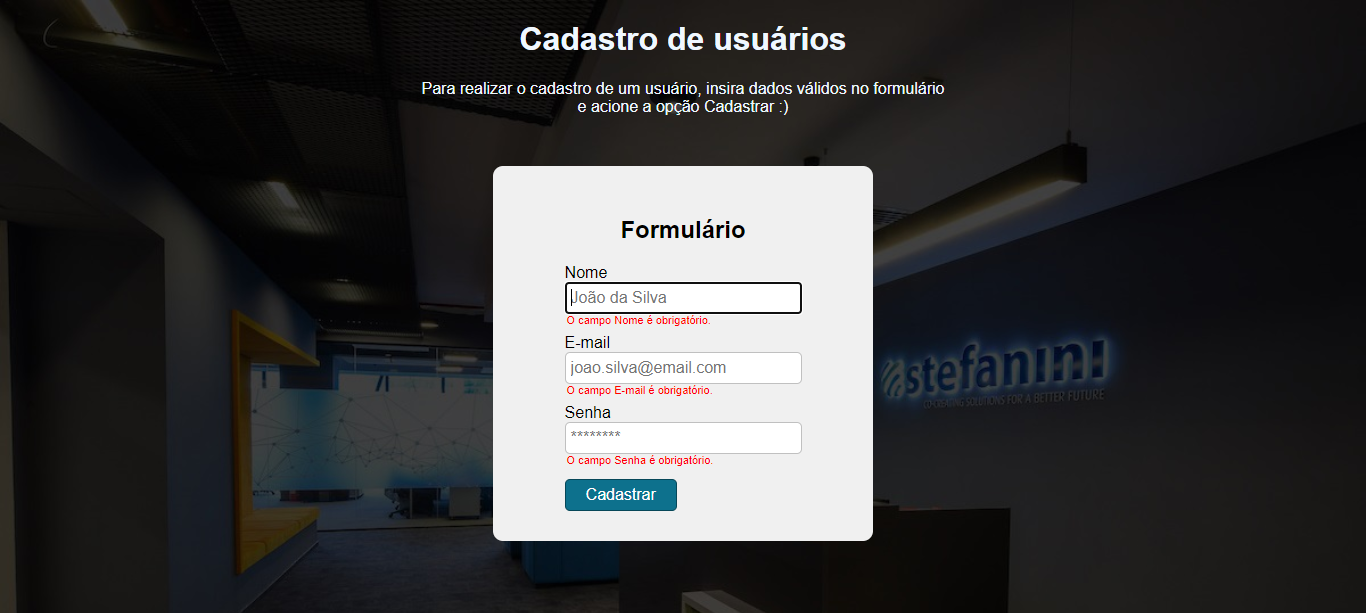 Cadastro de usuários
Para realizar o cadastro de um usuário, insira dados válidos no formulário
e acione a opção Cadastrar :)
Formulário
Nome
João da Silva
O campo Nome é obrigatório.
E-mail
joao.silva@email.com
O campo E-mail é obrigatório.
Senha
********
O campo Senha é obrigatório.
Cadastrar
stefanini
CO-CREATING SOLUTIONS FOR A BETTER FUTURE